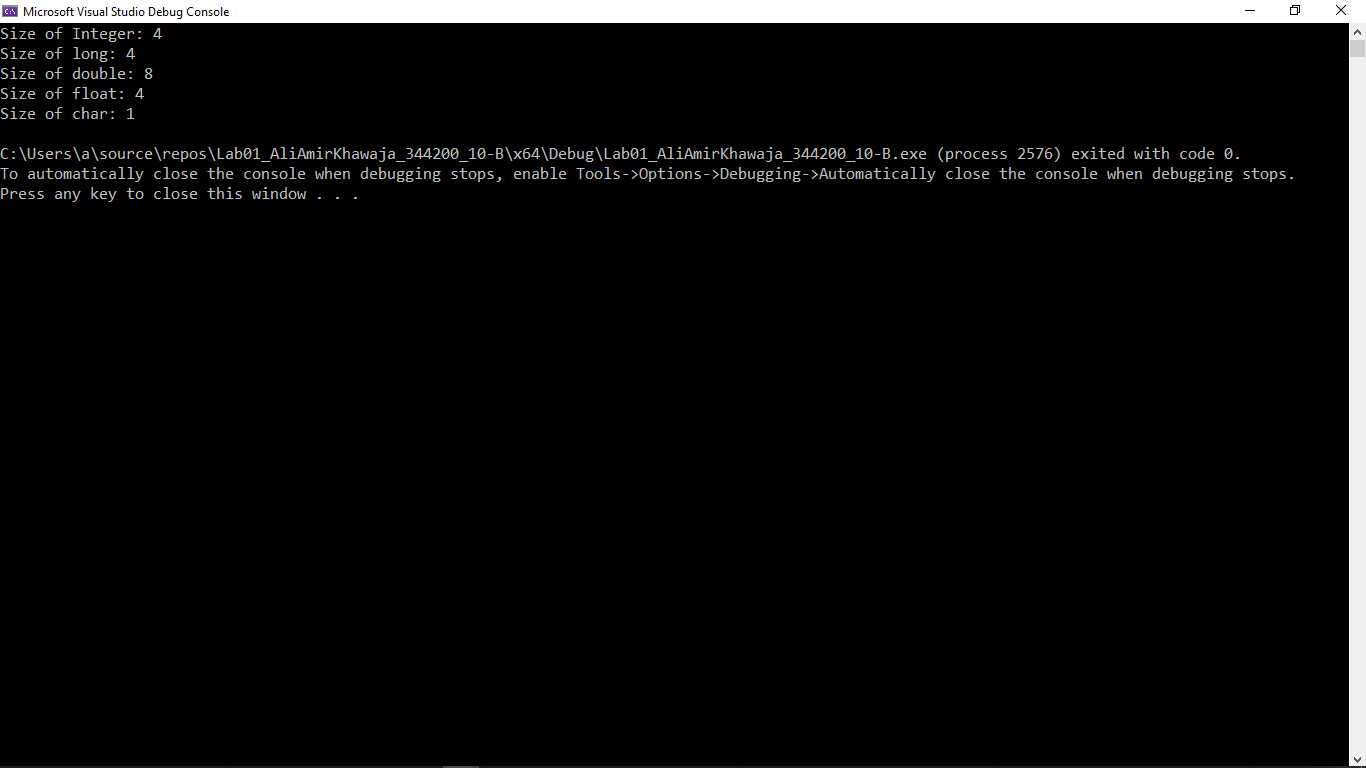 Microsoft Visual Studio Debug Console
Size of Integer: 4
Size of long: 4
Size of double: 8
Size of float: 4
Size of char: 1
C:\Users\a\source\repos\Lab01_AliAmirKhawaja_344200_10-B\x64\Debug\Lab01_AliAmirKhawaja_344200_10-B.exe (process 2576) exited with code 0.
To automatically close the console when debugging stops, enable Tools->Options->Debugging->Automatically close the console when debugging stops.
Press any key to close this window . . .